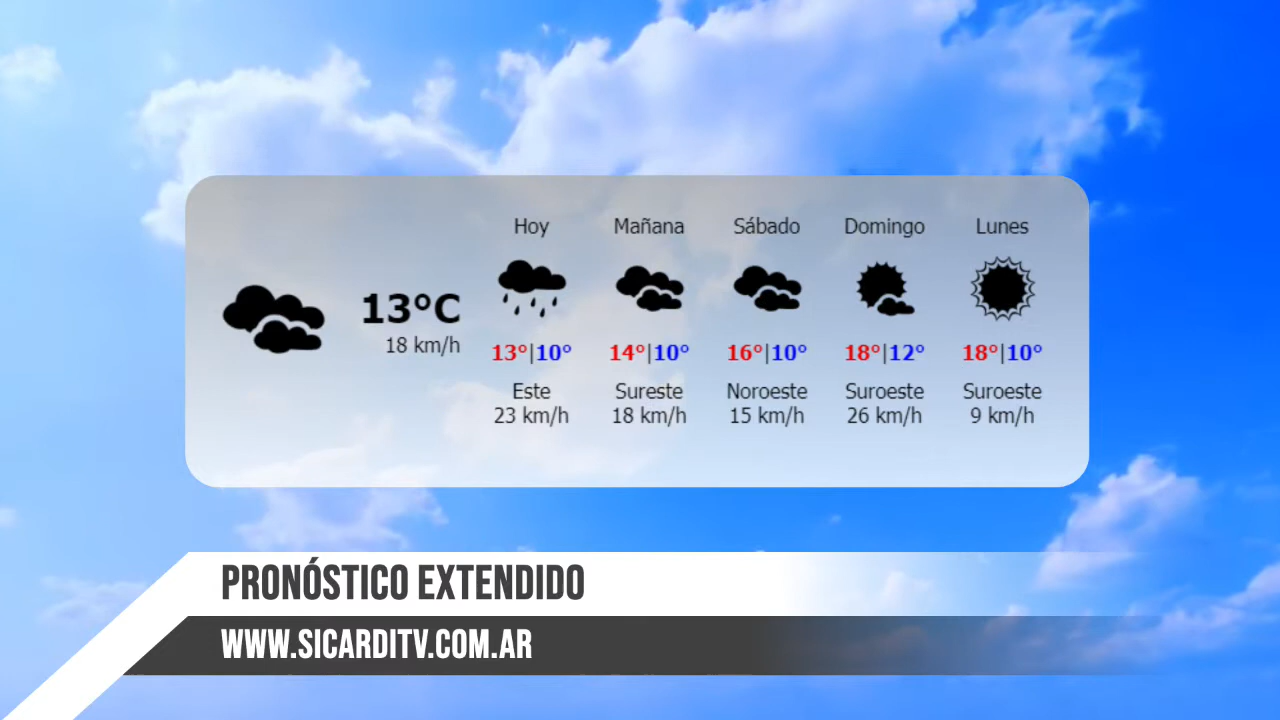 Hoy Mañana Sábado Domingo Lunes
13°C
18 km/h
13°|10° 14°|10° 16°|10° 18°|12° 18°|10°
Este Sureste Noroeste Suroeste Suroeste
23 km/h 18 km/h 15 km/h 26 km/h 9 km/h
PRONÓSTICO EXTENDIDO
WWW.SICARDITV.COM.AR